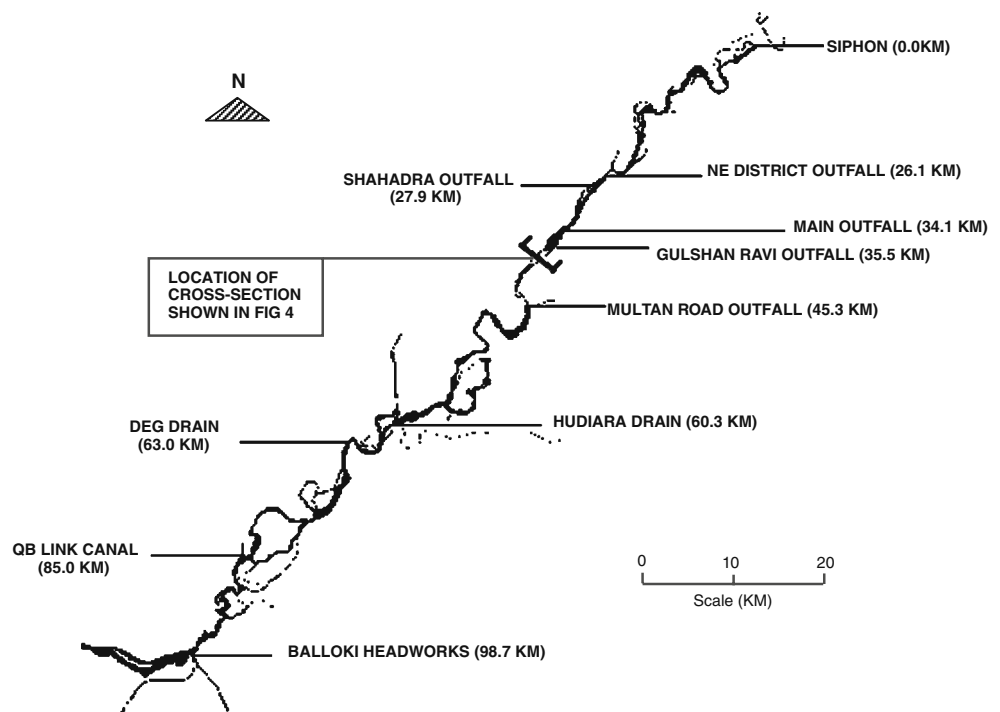 SIPHON (0.0KM)
N
NE DISTRICT OUTFALL (26.1 KM)
SHAHADRA OUTFALL
(27.9 KM)
MAIN OUTFALL (34.1 KM)
GULSHAN RAVI OUTFALL (35.5 KM)
LOCATION OF
CROSS-SECTION
SHOWN IN FIG 4
MULTAN ROAD OUTFALL (45.3 KM)
HUDIARA DRAIN (60.3 KM)
DEG DRAIN
(63.0 KM)
QB LINK CANAL
(85.0 KM)
0 10 20
Scale (KM)
BALLOKI HEADWORKS (98.7 KM)